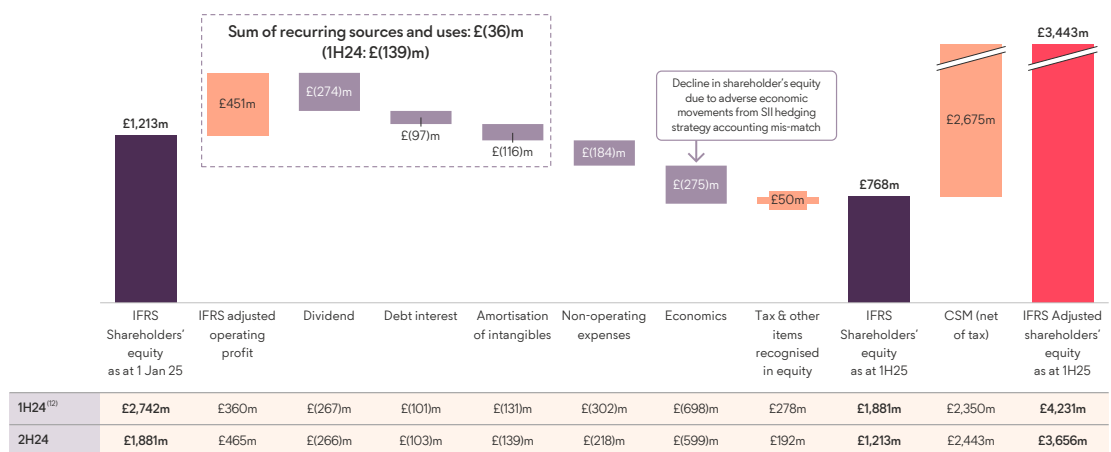 Sum of recurring sources and uses: £(36)m
(1H24: £(139)m)
£3,443m
£1,213m
£451m
£(274)m
£(97)m
£(116)m
£(184)m
Decline in shareholder's equity
due to adverse economic
movements from SII hedging
strategy accounting mis-match
£(275)m
£50m
£768m
£2,675m
IFRS
Shareholders'
equity
as at 1 Jan 25
IFRS adjusted
operating
profit
Dividend
Debt interest
Amortisation
of intangibles
Non-operating
expenses
Economics
Tax & other
items
recognised
in equity
IFRS
Shareholders'
equity
as at 1H25
CSM (net
of tax)
IFRS Adjusted
shareholders'
equity
as at 1H25
1H24(12) £2,742m £360m £(267)m £(101)m £(131)m £(302)m £(698)m £278m £1,881m £2,350m £4,231m
2H24 £1,881m £465m £(266)m £(103)m £(139)m £(218)m £(599)m £192m £1,213m £2,443m £3,656m